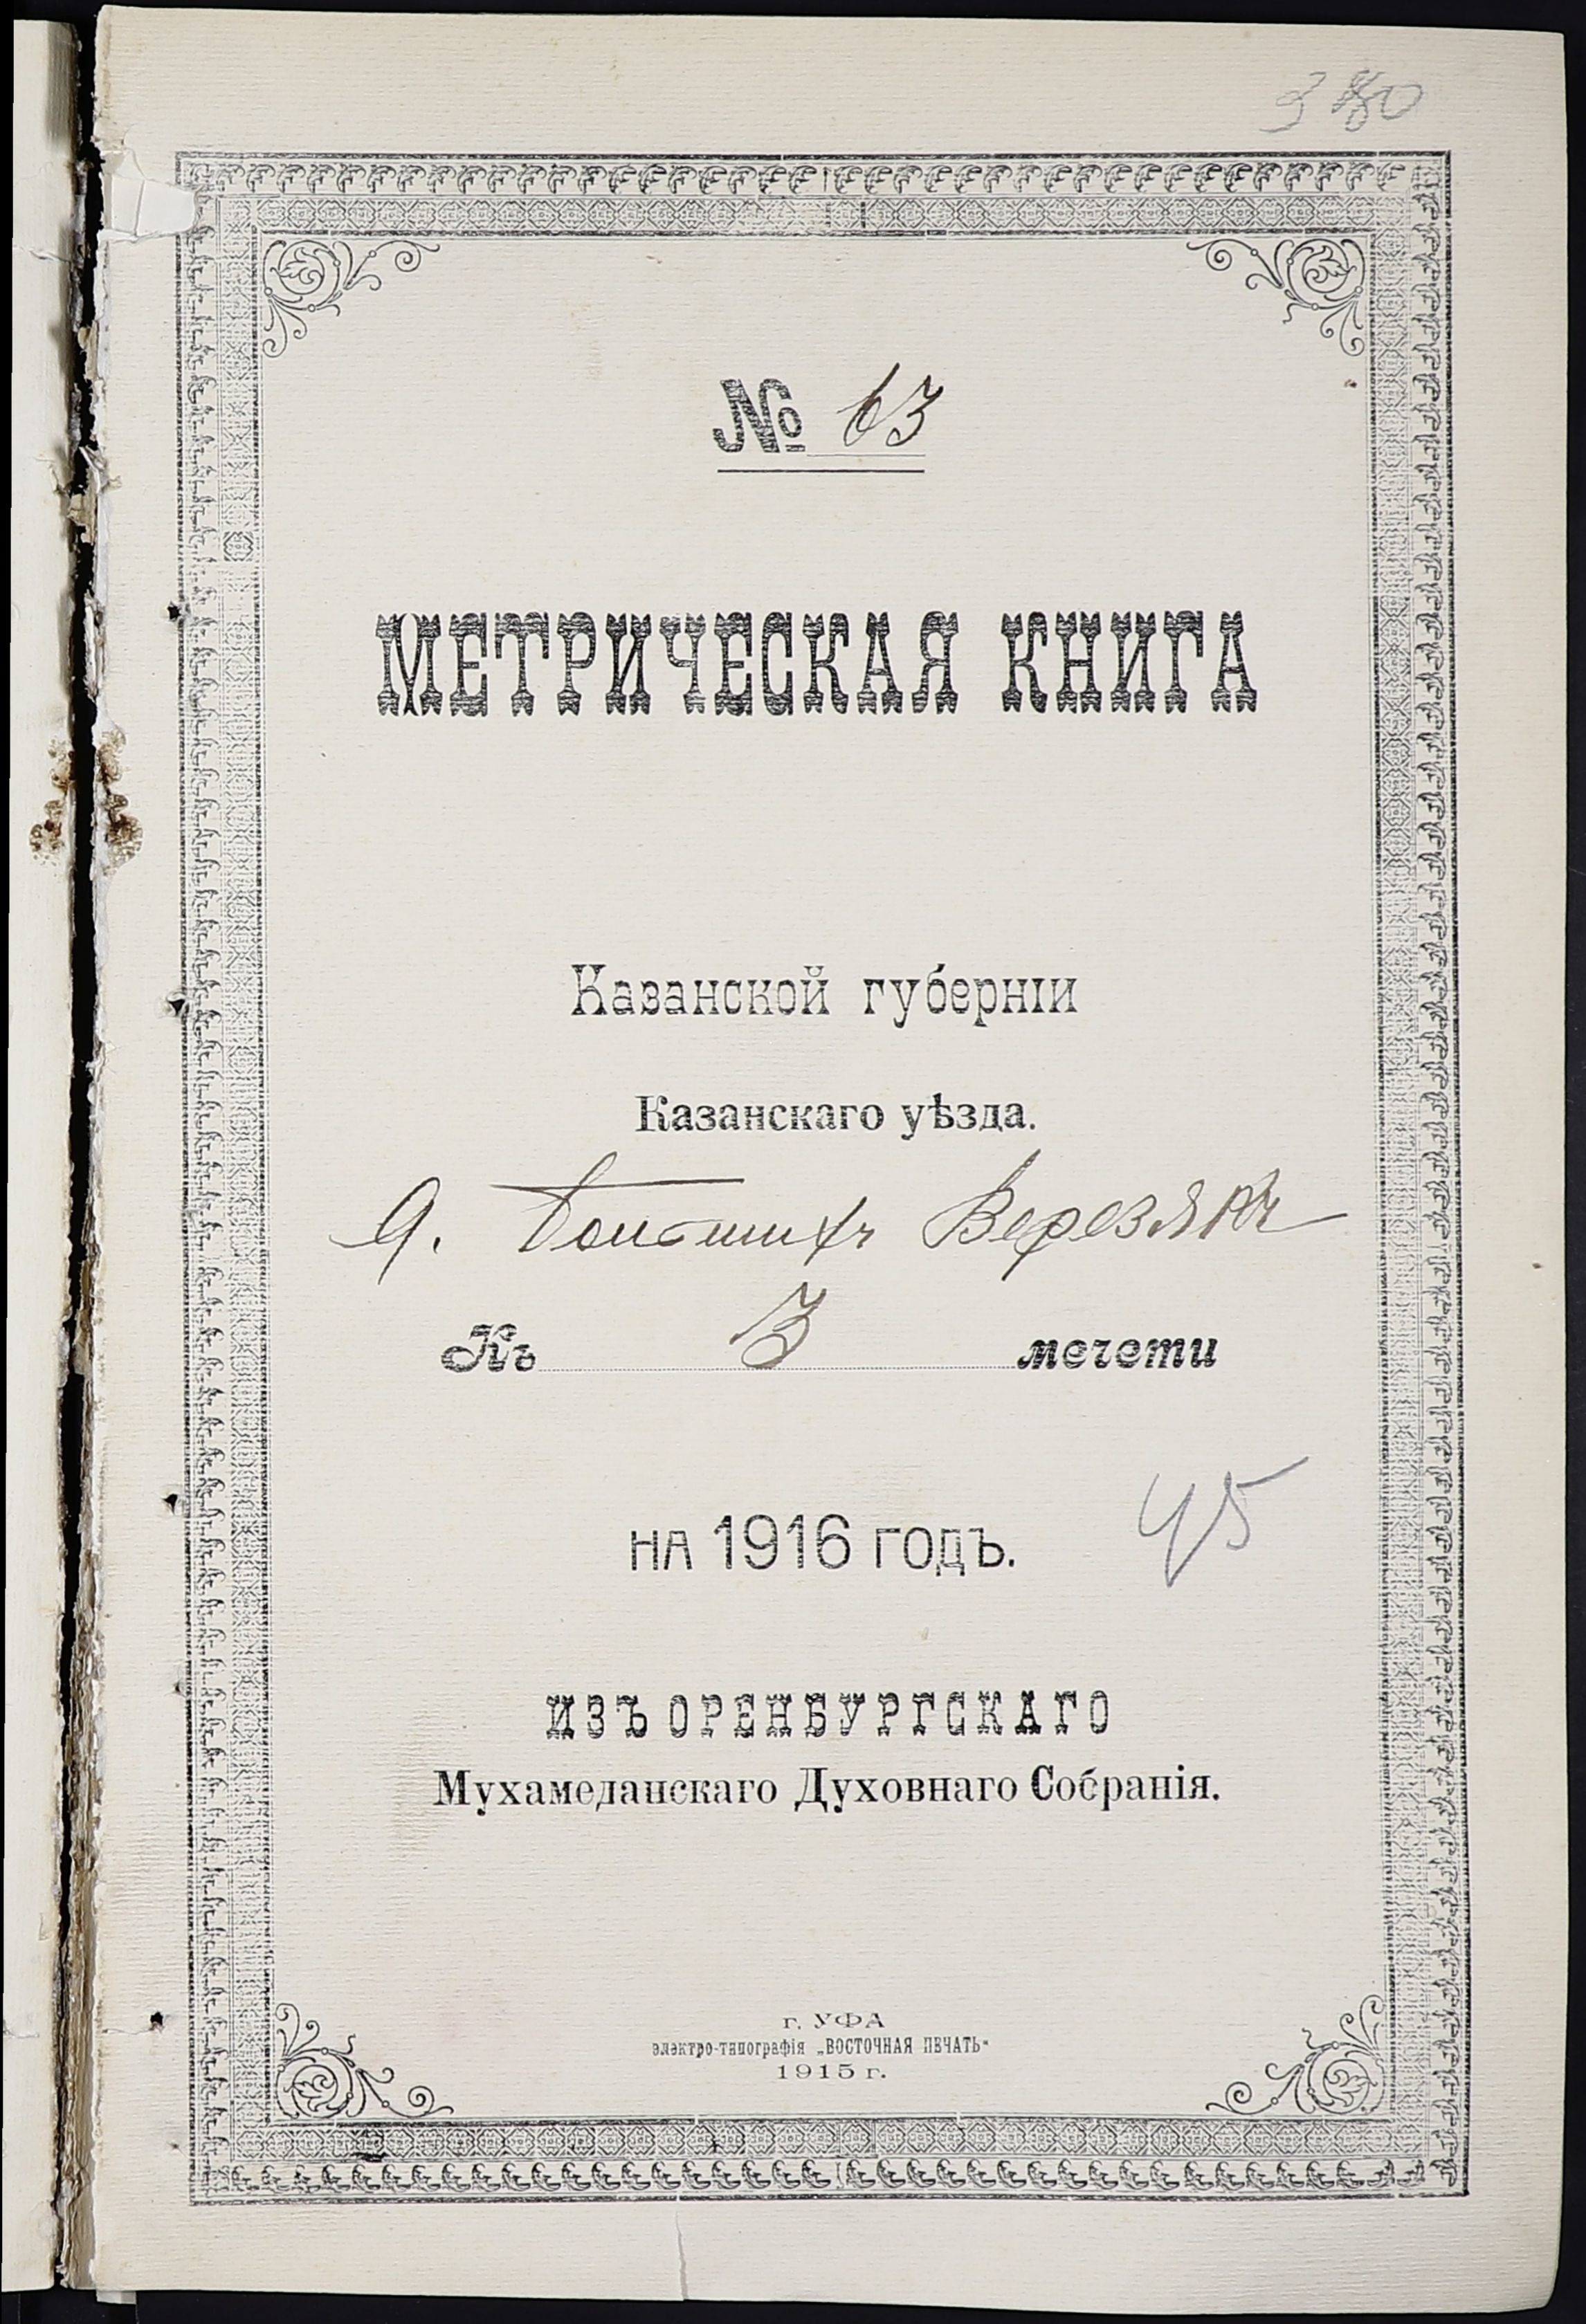 380
№ 63
МЕТРИЧЕСКАЯ КНИГА
Казанской губернiи
Казанскаго уѣзда.
д. Большихъ Верезякъ
Къ 3 мечети
на 1916 годъ.
45
ИЗЪ ОРЕНБУРГСКАГО
Мухамеданскаго Духовнаго Собранiя.
г. УФА
электро-типографiя „ВОСТОЧНАЯ ПЕЧАТЬ“
1915 г.